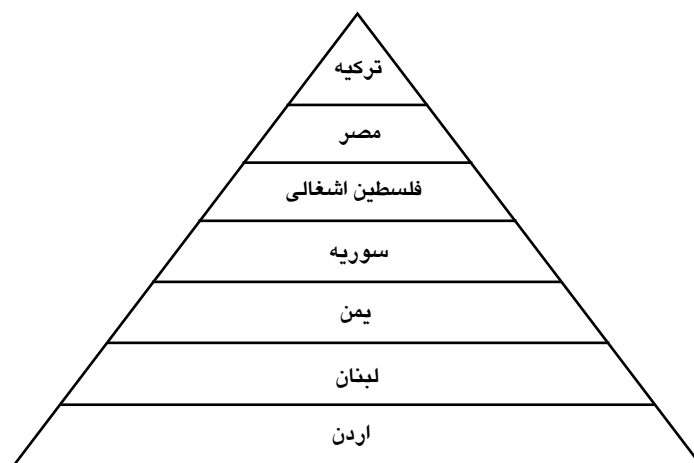 ترکیه
مصر
فلسطین اشغالی
سوریه
یمن
لبنان
اردن